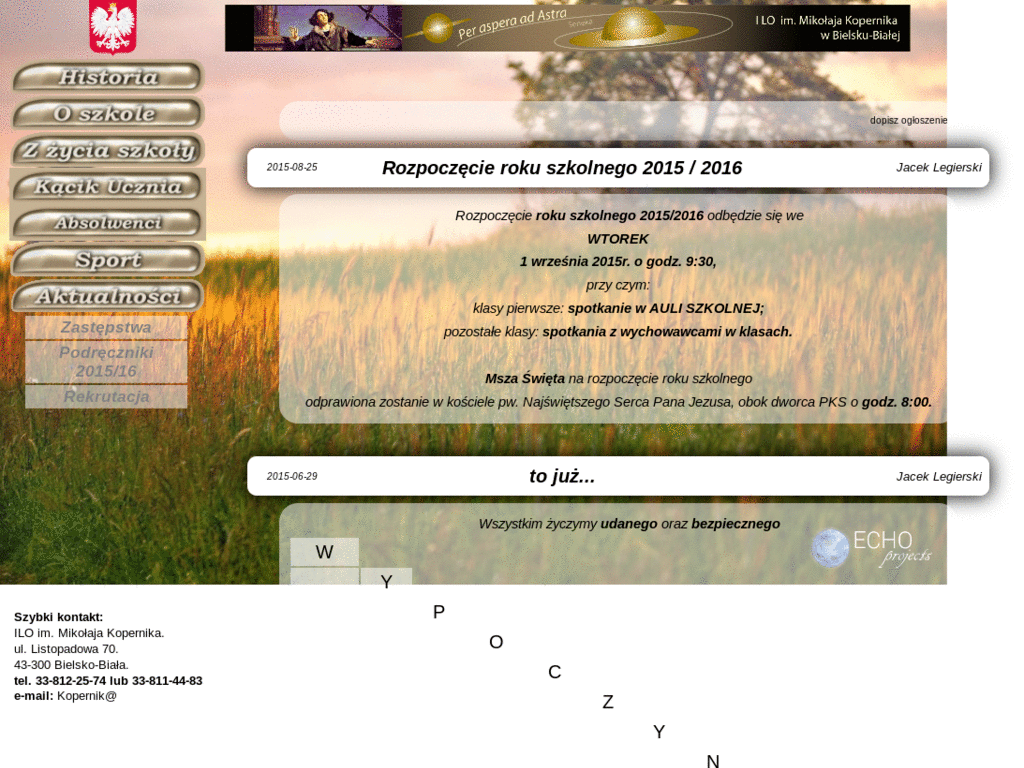 Per aspera ad Astra
I LO im. Mikołaja Kopernika
w Bielsku-Białej
Historia
O szkole
Z życia szkoły
Kącik Ucznia
Absolwenci
Sport
Aktualności
Zastępstwa
Podręczniki
2015/16
Rekrutacja
dopisz ogłoszenie
2015-08-25 Rozpoczęcie roku szkolnego 2015 / 2016 Jacek Legierski
Rozpoczęcie roku szkolnego 2015/2016 odbędzie się we
WTOREK
1 września 2015r. o godz. 9:30,
przy czym:
klasy pierwsze: spotkanie w AULI SZKOLNEJ;
pozostałe klasy: spotkania z wychowawcami w klasach.
Msza Święta na rozpoczęcie roku szkolnego
odprawiona zostanie w kościele pw. Najświętszego Serca Pana Jezusa, obok dworca PKS o godz. 8:00.
2015-06-29 to już... Jacek Legierski
Wszystkim życzymy udanego oraz bezpiecznego
ECHO
projects
W
Y
P
O
C
Z
Y
N
Szybki kontakt:
ILO im. Mikołaja Kopernika.
ul. Listopadowa 70.
43-300 Bielsko-Biała.
tel. 33-812-25-74 lub 33-811-44-83
e-mail: Kopernik@